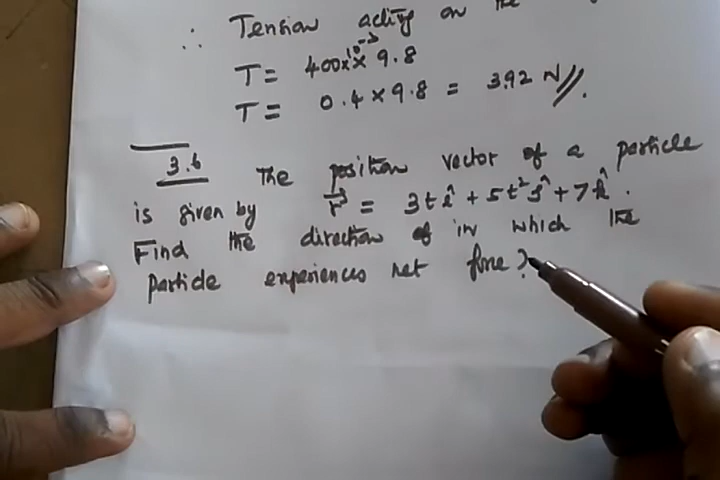 ∴ Tension acting on the
T = 400×10⁻³ × 9.8
T = 0.4 × 9.8 = 3.92 N //.
3.6 The position vector of a particle
is given by r⃗ = 3t î + 5t² ĵ + 7 k̂ .
Find the direction of in which the
particle experiences net force ?